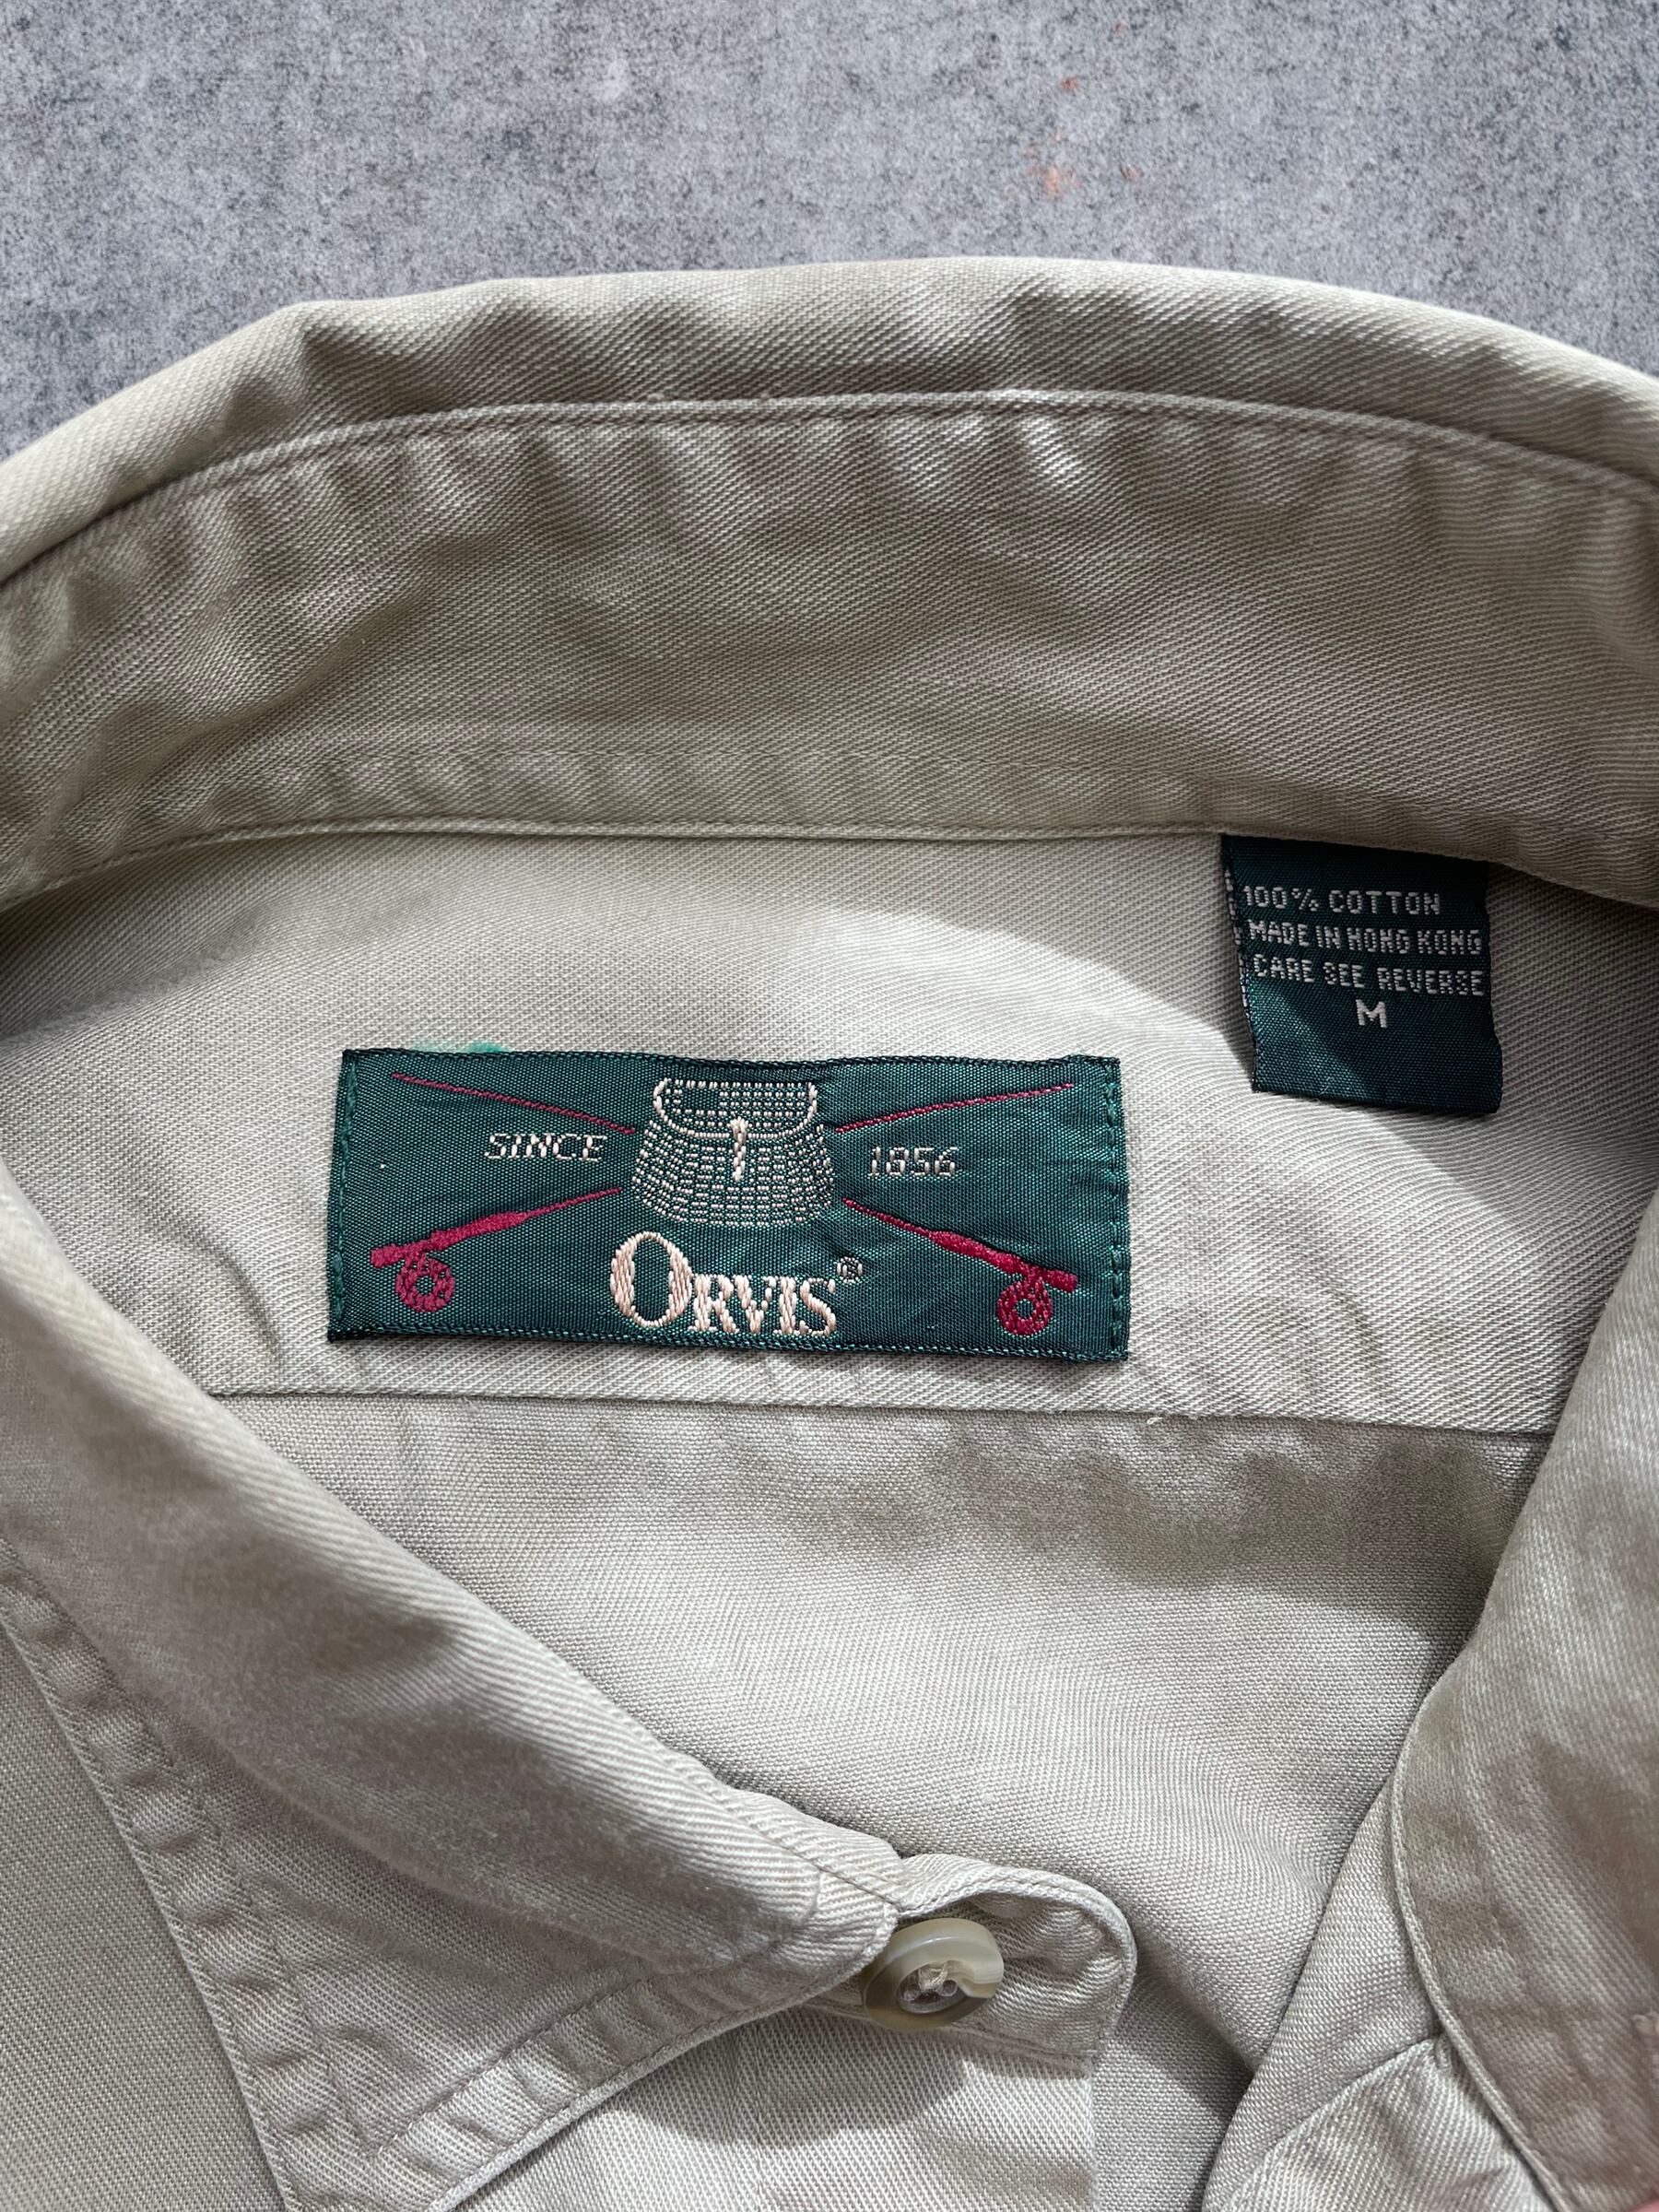 100% COTTON
MADE IN HONG KONG
CARE SEE REVERSE
M
SINCE 1856
ORVIS®